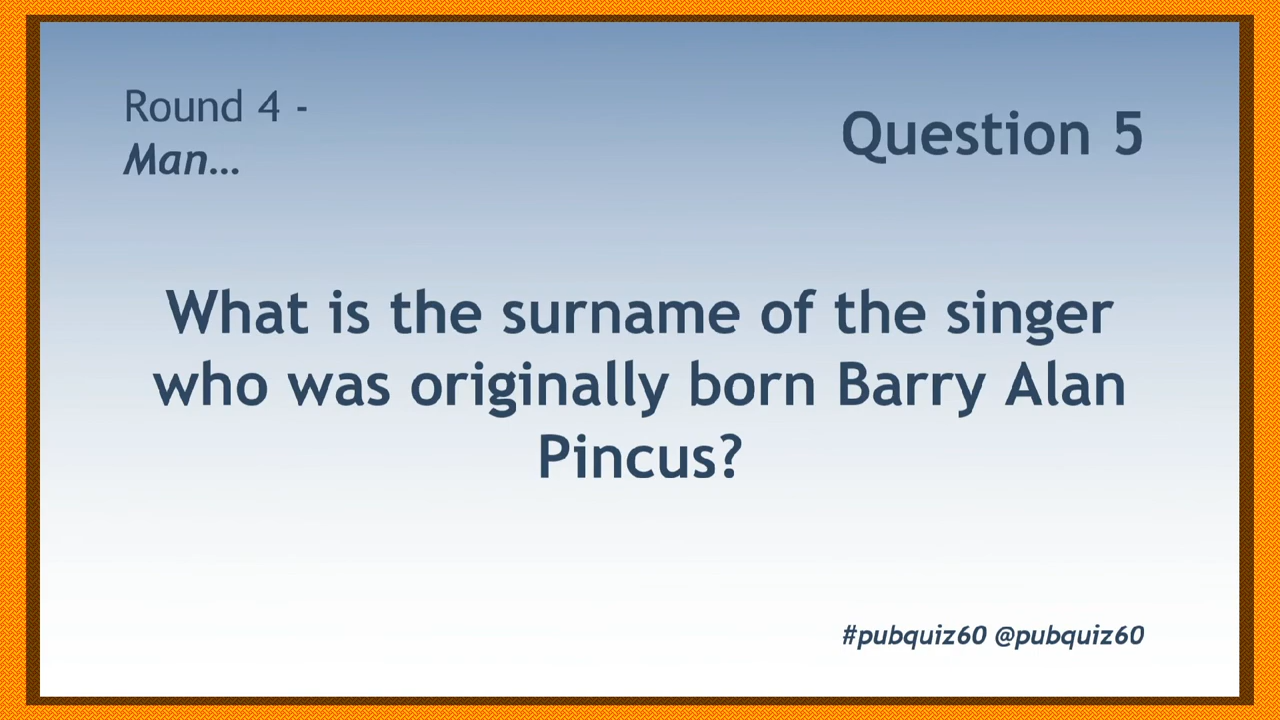 Round 4 -
Man...
Question 5
What is the surname of the singer
who was originally born Barry Alan
Pincus?
#pubquiz60 @pubquiz60